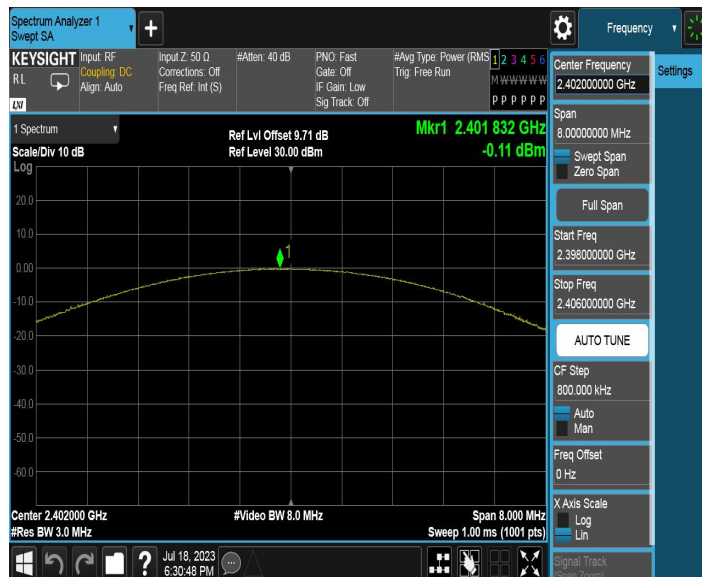 Spectrum Analyzer 1
Swept SA
+
Frequency
KEYSIGHT
RL
LXI
Input: RF
Coupling: DC
Align: Auto
Input Z: 50 Ω
Corrections: Off
Freq Ref: Int (S)
#Atten: 40 dB
PNO: Fast
Gate: Off
IF Gain: Low
Sig Track: Off
#Avg Type: Power (RMS
Trig: Free Run
1 2 3 4 5 6
M W W W W W
P P P P P P
1 Spectrum
Scale/Div 10 dB
Ref Lvl Offset 9.71 dB
Ref Level 30.00 dBm
Mkr1 2.401 832 GHz
-0.11 dBm
Log
20.0
10.0
0.00
-10.0
-20.0
-30.0
-40.0
-50.0
-60.0
1
Center 2.402000 GHz
#Res BW 3.0 MHz
#Video BW 8.0 MHz
Span 8.000 MHz
Sweep 1.00 ms (1001 pts)
?
Jul 18, 2023
6:30:48 PM
Center Frequency
2.402000000 GHz
Settings
Span
8.00000000 MHz
Swept Span
Zero Span
Full Span
Start Freq
2.398000000 GHz
Stop Freq
2.406000000 GHz
AUTO TUNE
CF Step
800.000 kHz
Auto
Man
Freq Offset
0 Hz
X Axis Scale
Log
Lin
Signal Track
(Span Zoom)